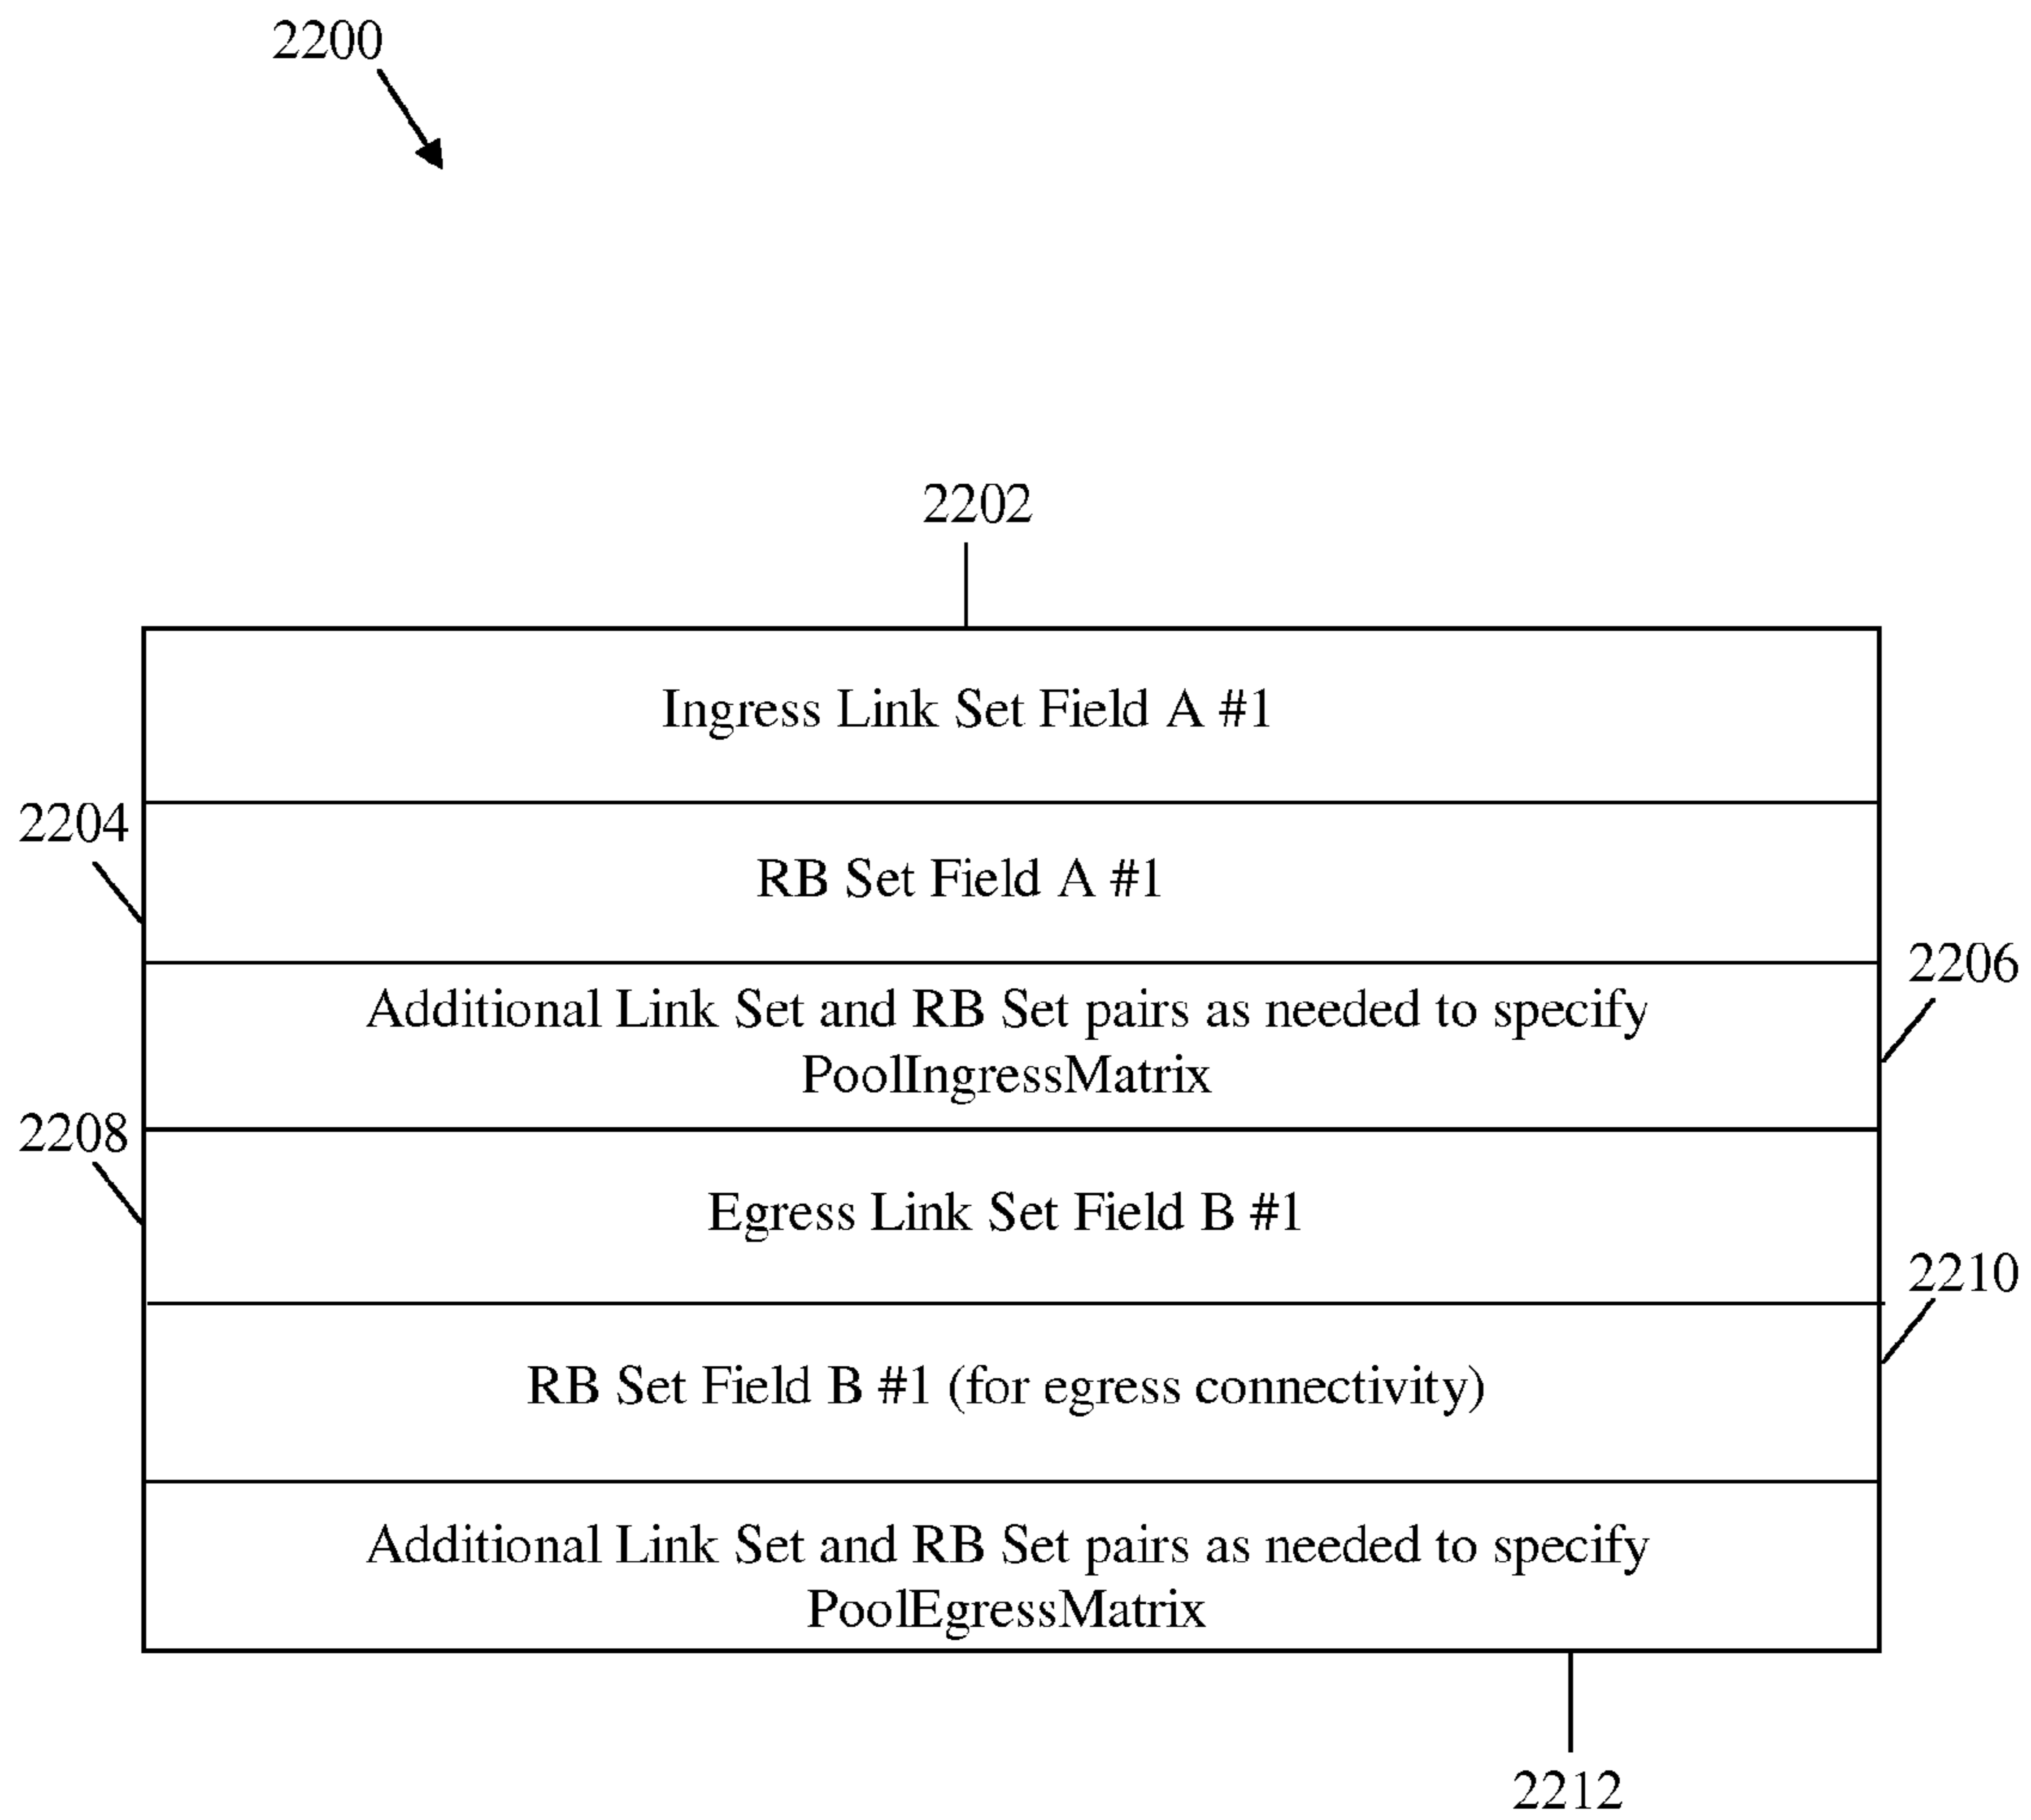 2200
2202
Ingress Link Set Field A #1
2204
RB Set Field A #1
2206
Additional Link Set and RB Set pairs as needed to specify
PoolIngressMatrix
2208
Egress Link Set Field B #1
2210
RB Set Field B #1 (for egress connectivity)
Additional Link Set and RB Set pairs as needed to specify
PoolEgressMatrix
2212